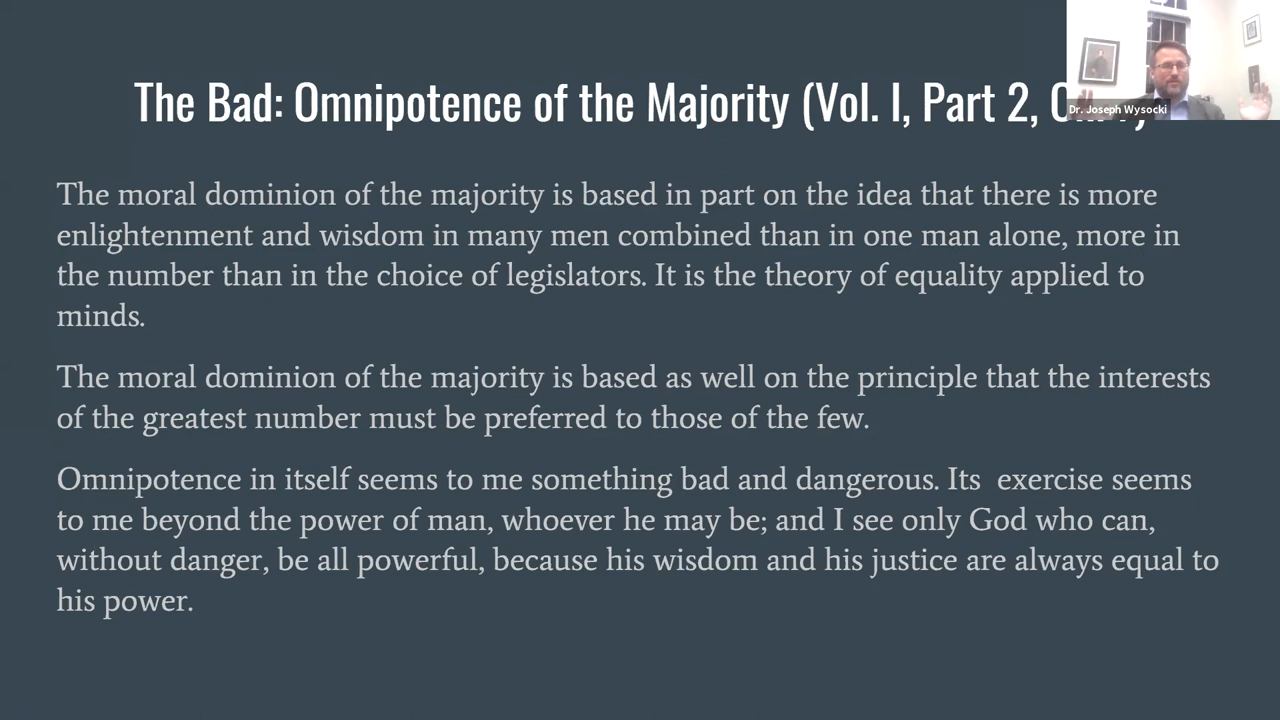 The Bad: Omnipotence of the Majority (Vol. I, Part 2,
Dr. Joseph Wysocki
The moral dominion of the majority is based in part on the idea that there is more
enlightenment and wisdom in many men combined than in one man alone, more in
the number than in the choice of legislators. It is the theory of equality applied to
minds.
The moral dominion of the majority is based as well on the principle that the interests
of the greatest number must be preferred to those of the few.
Omnipotence in itself seems to me something bad and dangerous. Its  exercise seems
to me beyond the power of man, whoever he may be; and I see only God who can,
without danger, be all powerful, because his wisdom and his justice are always equal to
his power.